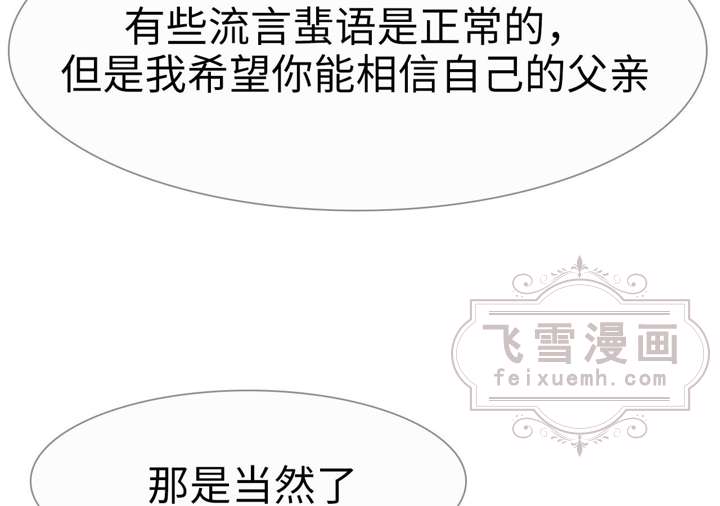 有些流言蜚语是正常的，
但是我希望你能相信自己的父亲
飞雪漫画
feixuemh.com
那是当然了